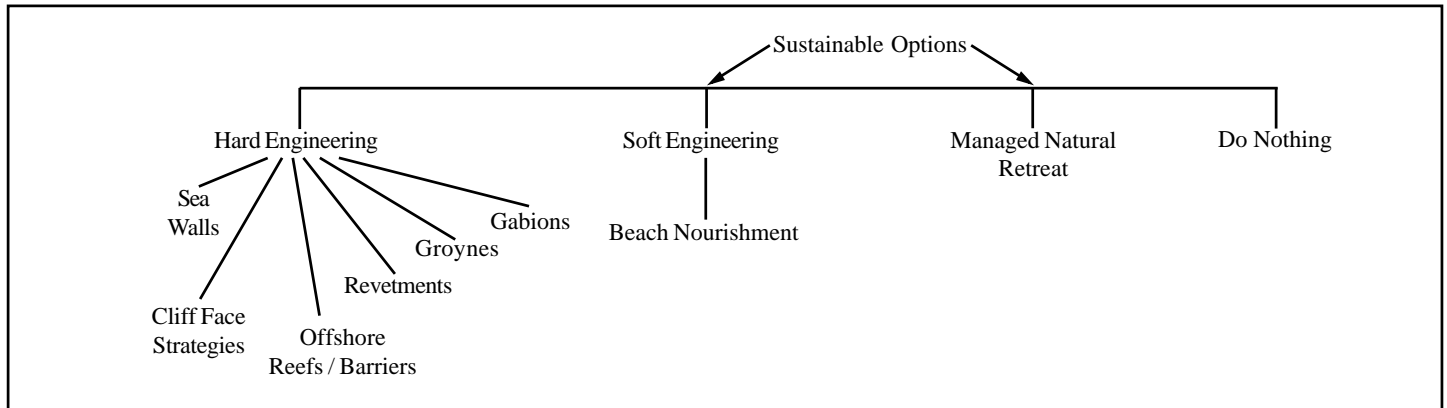 Sustainable Options
Hard Engineering
Soft Engineering
Managed Natural
Retreat
Do Nothing
Sea
Walls
Gabions
Groynes
Revetments
Cliff Face
Strategies
Offshore
Reefs / Barriers
Beach Nourishment